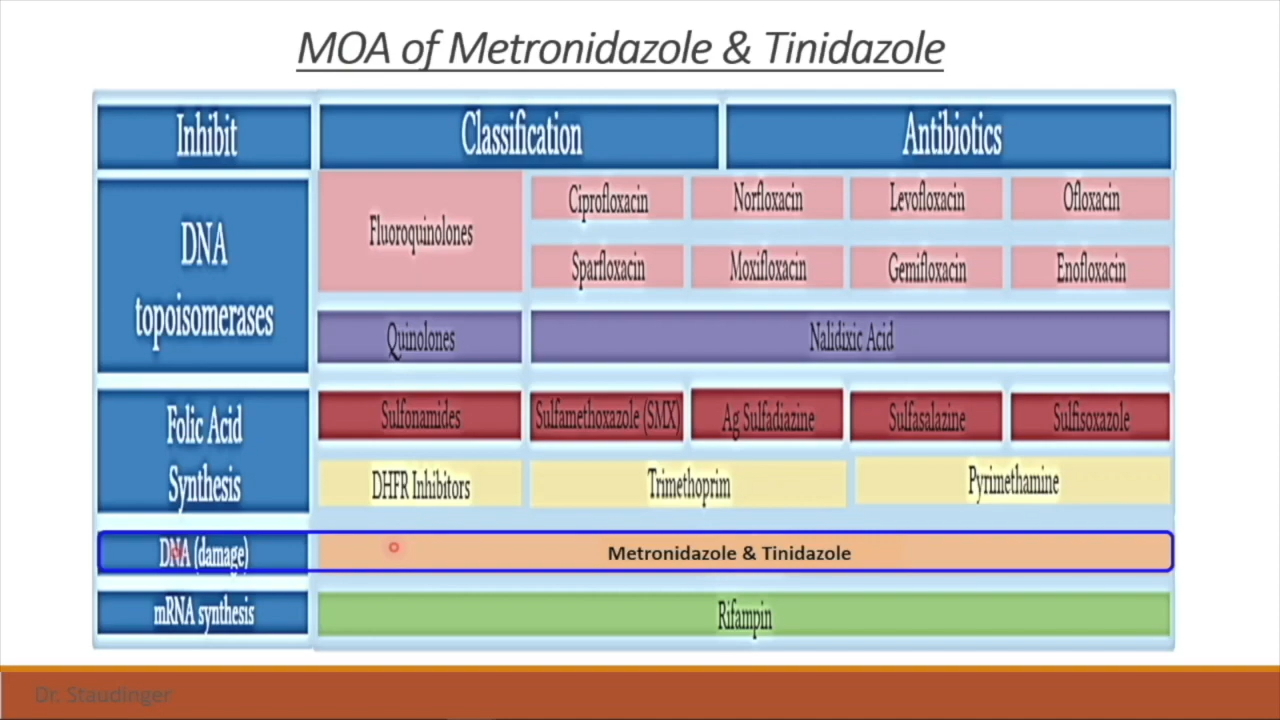 MOA of Metronidazole & Tinidazole
Inhibit
Classification
Antibiotics
DNA
topoisomerases
Fluoroquinolones
Ciprofloxacin
Norfloxacin
Levofloxacin
Ofloxacin
Sparfloxacin
Moxifloxacin
Gemifloxacin
Enofloxacin
Quinolones
Nalidixic Acid
Folic Acid
Synthesis
Sulfonamides
Sulfamethoxazole (SMX)
Ag Sulfadiazine
Sulfasalazine
Sulfisoxazole
DHFR Inhibitors
Trimethoprim
Pyrimethamine
DNA (damage)
Metronidazole & Tinidazole
mRNA synthesis
Rifampin
Dr. Staudinger